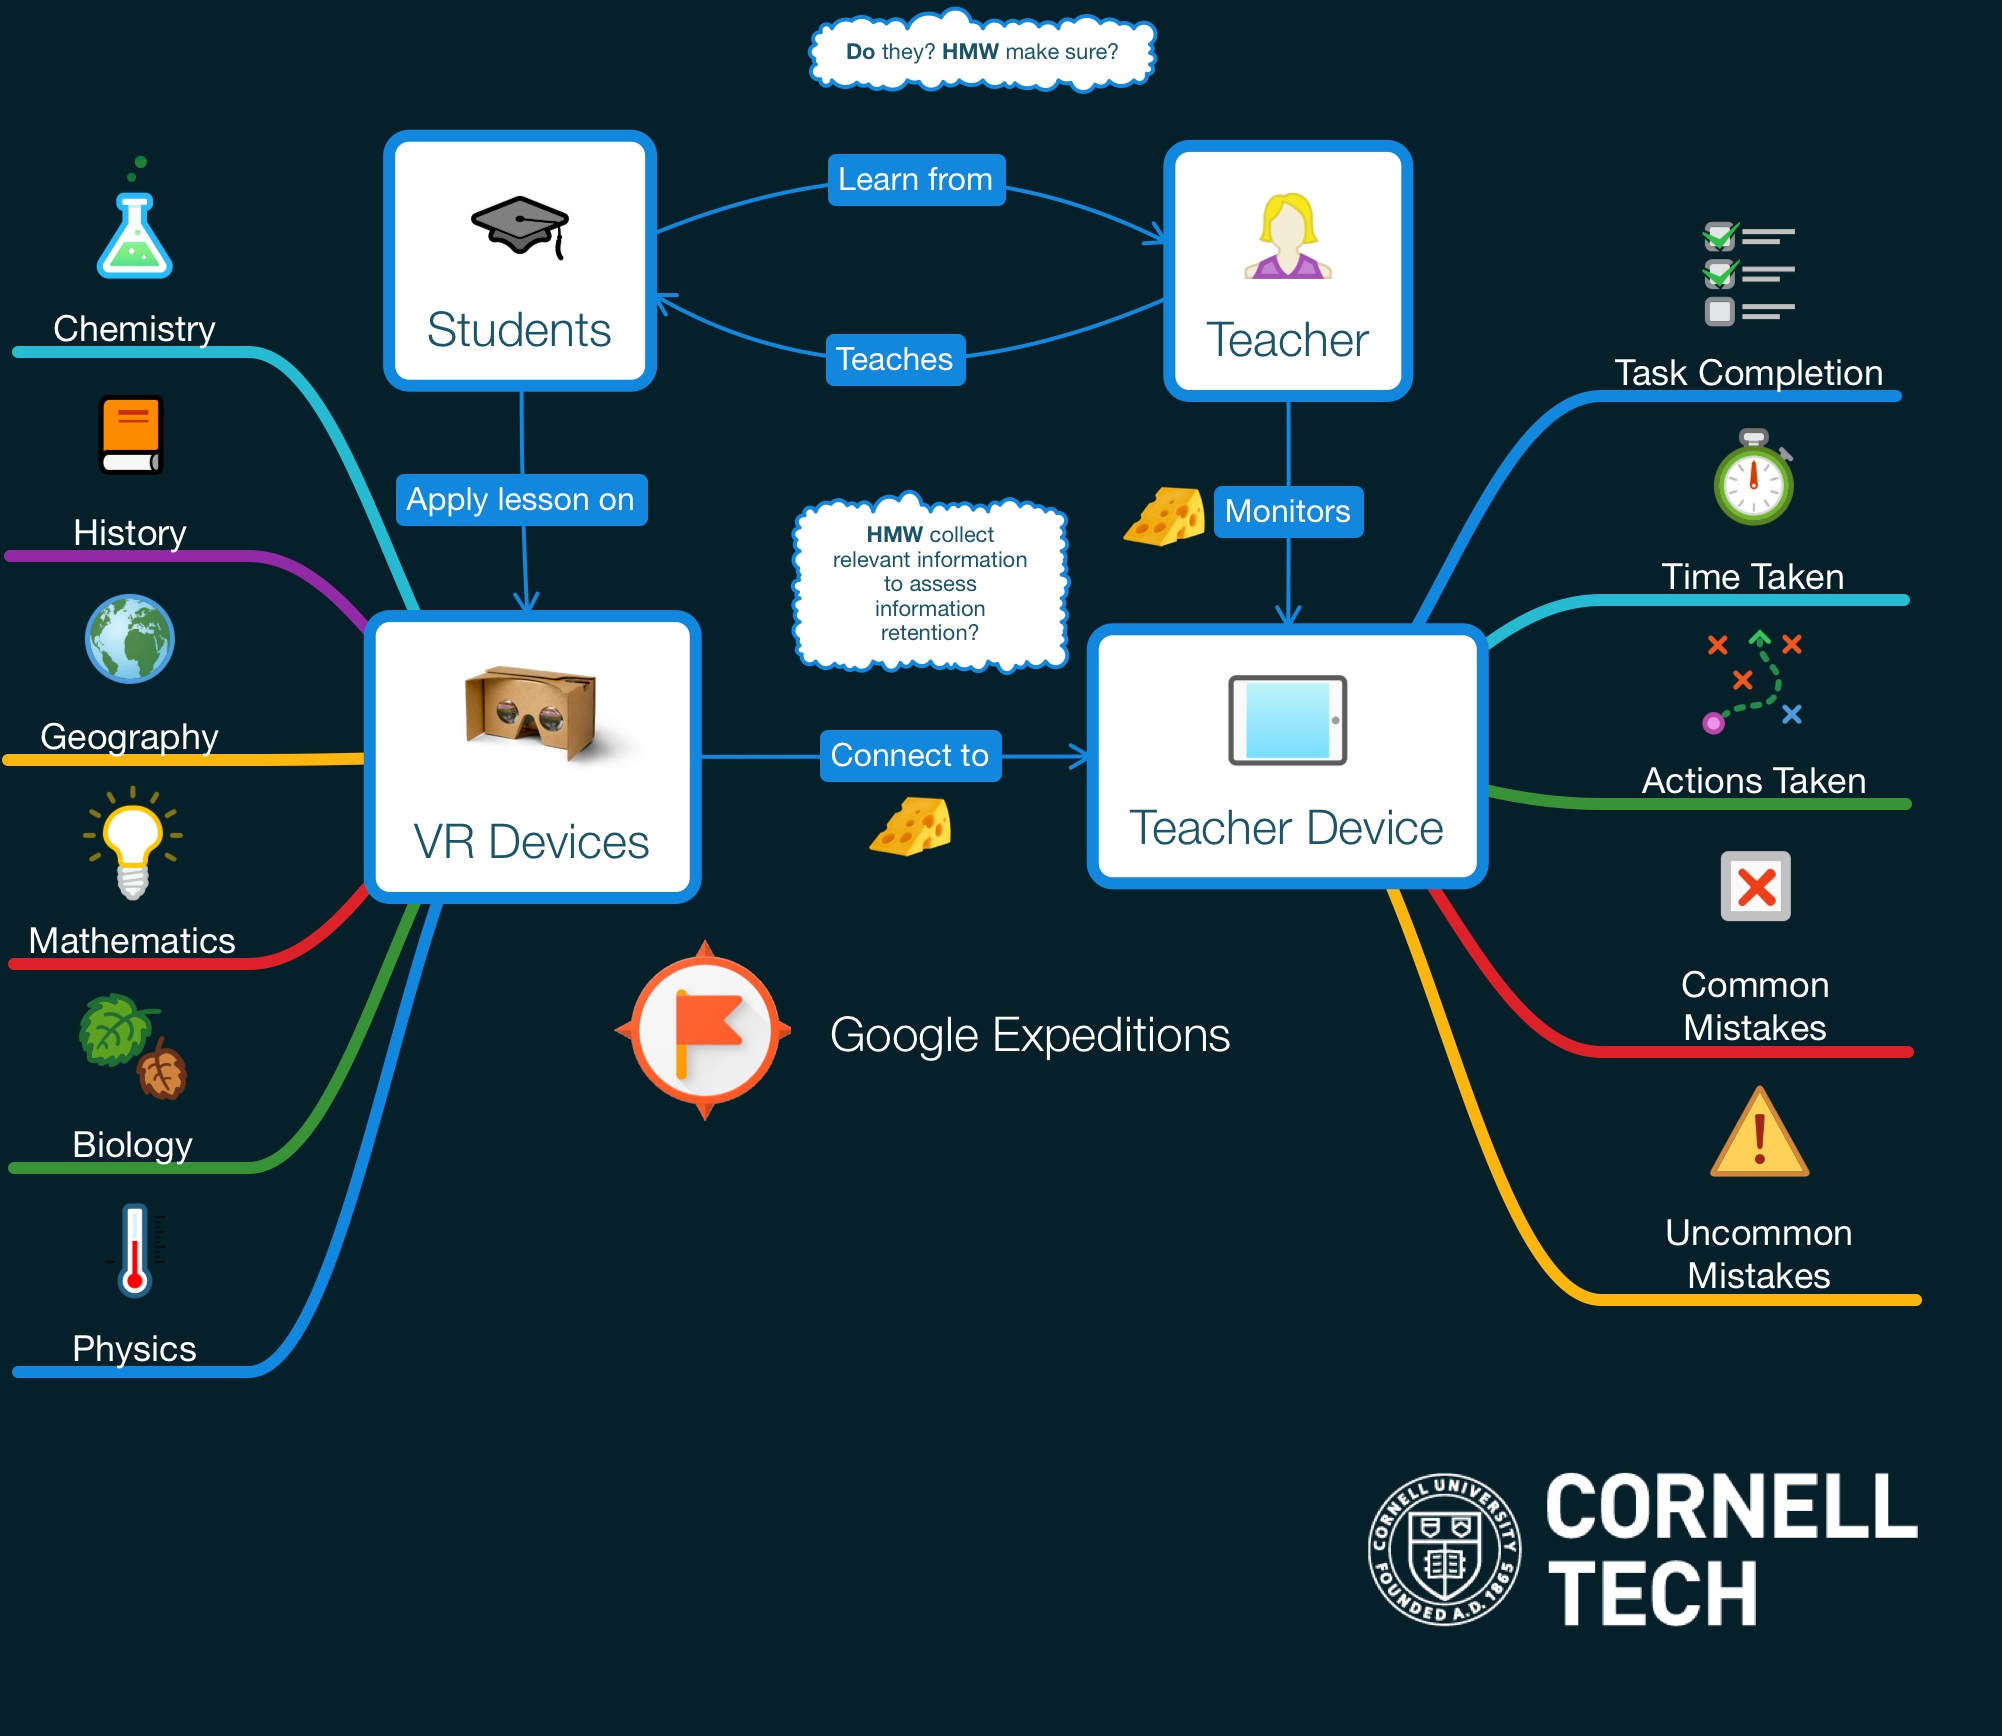 Do they? HMW make sure?
Learn from
Students
Teacher
Teaches
Chemistry
Task Completion
Apply lesson on
Monitors
HMW collect
relevant information
to assess
information
retention?
History
Time Taken
Geography
Connect to
VR Devices
Teacher Device
Actions Taken
Mathematics
Common
Mistakes
Google Expeditions
Biology
Uncommon
Mistakes
Physics
CORNELL UNIVERSITY
FOUNDED A.D. 1865
CORNELL
TECH